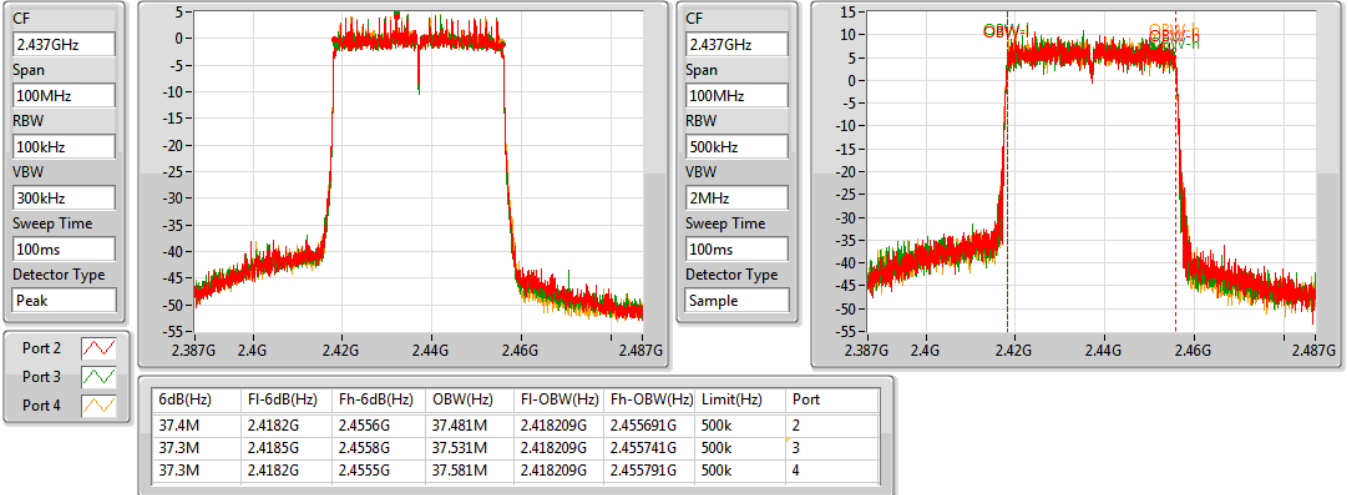 CF
2.437GHz
Span
100MHz
RBW
100kHz
VBW
300kHz
Sweep Time
100ms
Detector Type
Peak
5-
0-
-5-
-10-
-15-
-20-
-25-
-30-
-35-
-40-
-45-
-50-
-55-
2.387G 2.4G 2.42G 2.44G 2.46G 2.487G
CF
2.437GHz
Span
100MHz
RBW
500kHz
VBW
2MHz
Sweep Time
100ms
Detector Type
Sample
15-
10-
5-
0-
-5-
-10-
-15-
-20-
-25-
-30-
-35-
-40-
-45-
-50-
-55-
OBW-l
OBW-h
OBW-h
2.387G 2.4G 2.42G 2.44G 2.46G 2.487G
Port 2
Port 3
Port 4
6dB(Hz) Fl-6dB(Hz) Fh-6dB(Hz) OBW(Hz) Fl-OBW(Hz) Fh-OBW(Hz) Limit(Hz) Port
37.4M 2.4182G 2.4556G 37.481M 2.418209G 2.455691G 500k 2
37.3M 2.4185G 2.4558G 37.531M 2.418209G 2.455741G 500k 3
37.3M 2.4182G 2.4555G 37.581M 2.418209G 2.455791G 500k 4